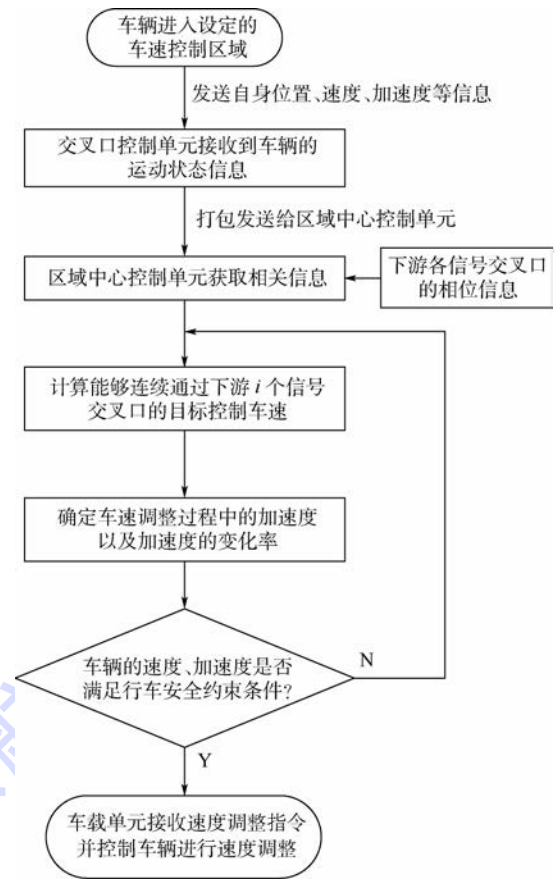 车辆进入设定的
车速控制区域
发送自身位置、速度、加速度等信息
交叉口控制单元接收到车辆的
运动状态信息
打包发送给区域中心控制单元
区域中心控制单元获取相关信息
下游各信号交叉口
的相位信息
计算能够连续通过下游 i 个信号
交叉口的目标控制车速
确定车速调整过程中的加速度
以及加速度的变化率
车辆的速度、加速度是否
满足行车安全约束条件?
N
Y
车载单元接收速度调整指令
并控制车辆进行速度调整